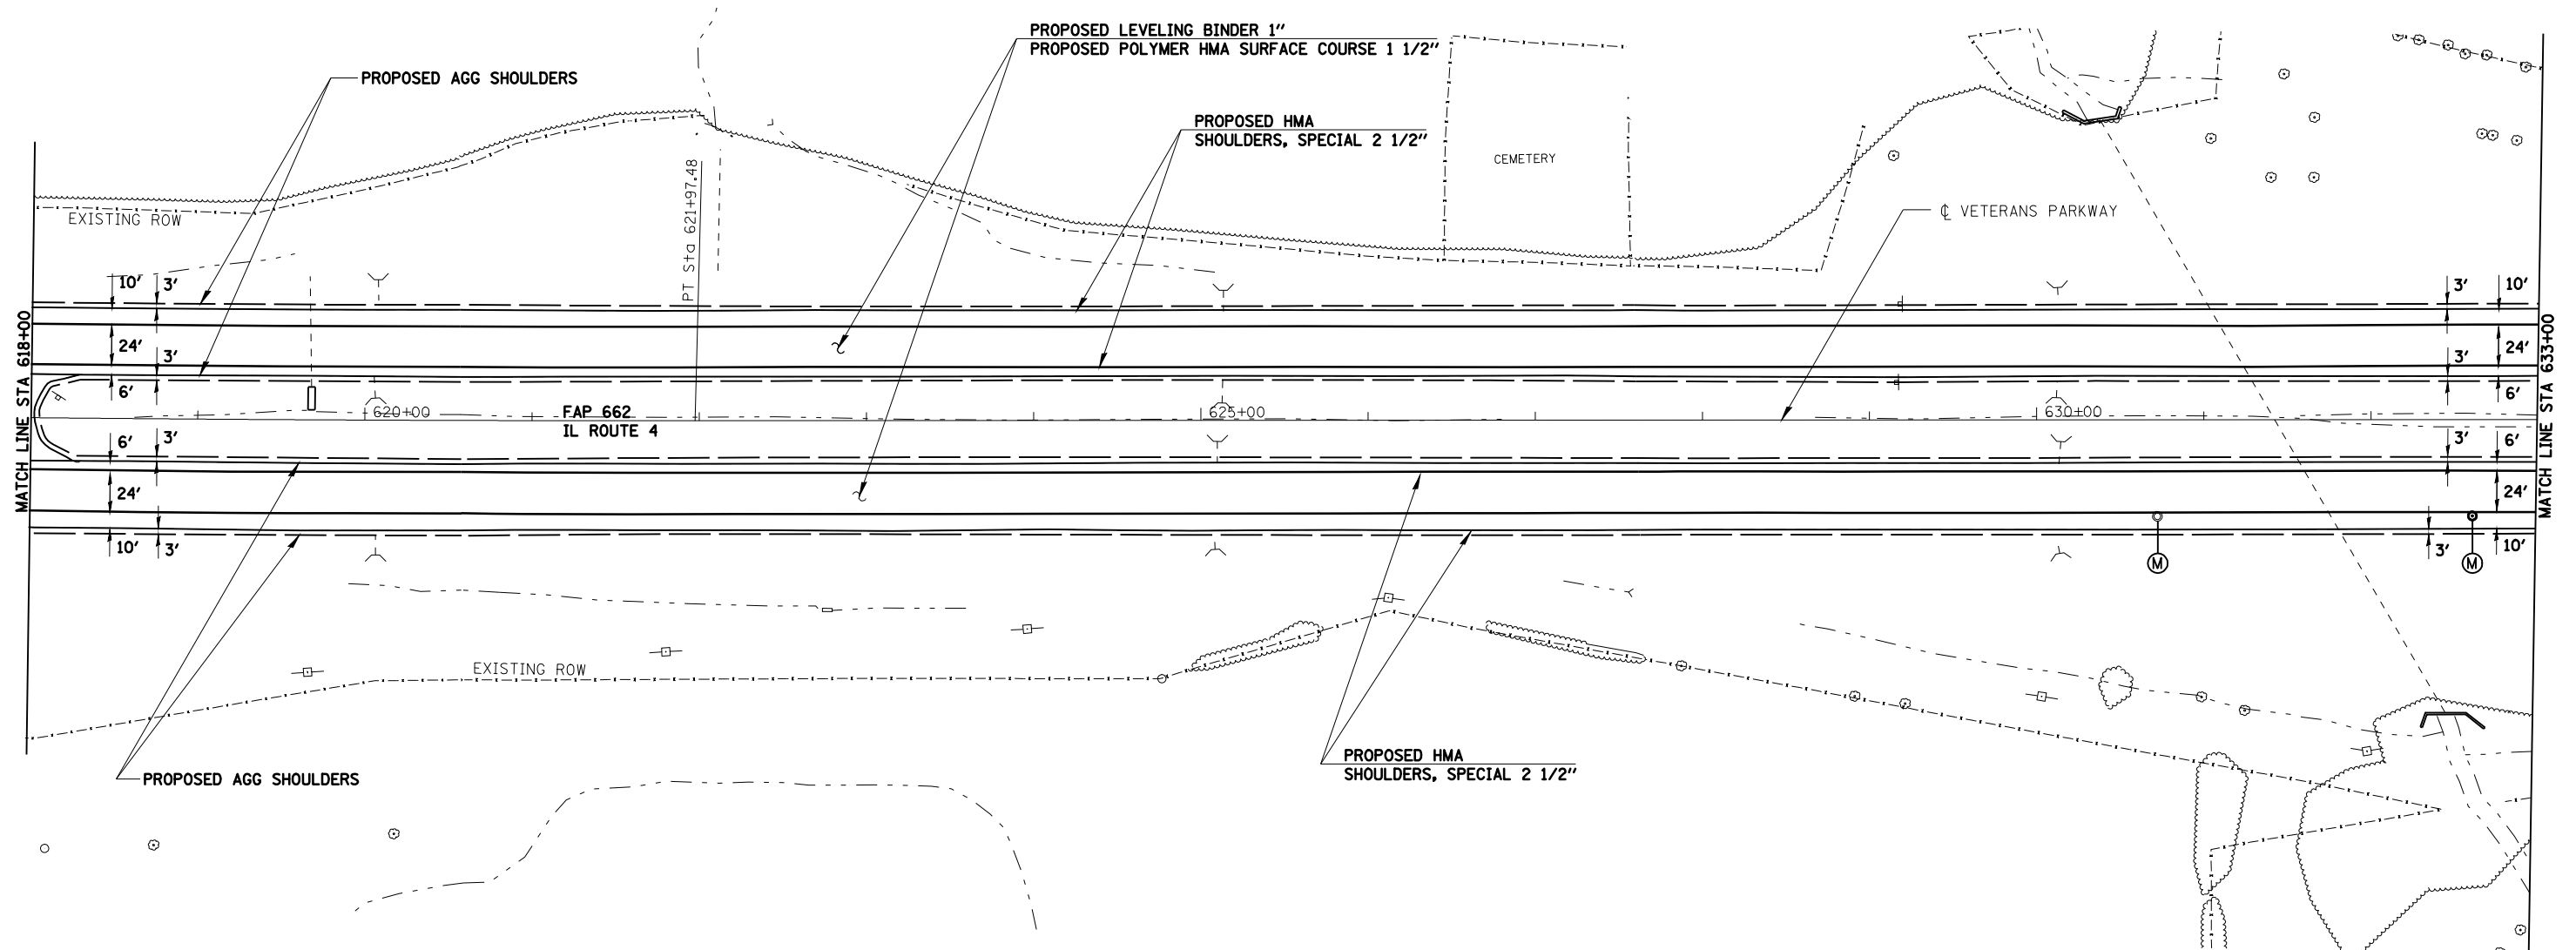 PROPOSED LEVELING BINDER 1"
PROPOSED POLYMER HMA SURFACE COURSE 1 1/2"
PROPOSED AGG SHOULDERS
PROPOSED HMA
SHOULDERS, SPECIAL 2 1/2"
CEMETERY
PT Sta 621+97.48
EXISTING ROW
℄ VETERANS PARKWAY
10' 3' 3' 10'
MATCH LINE STA 618+00
MATCH LINE STA 633+00
24' 24'
3' 3'
6' 6'
620+00 FAP 662 625+00 630+00
IL ROUTE 4
6' 3' 3' 6'
24' 24'
10' 3' 3' 10'
M M
EXISTING ROW
PROPOSED HMA
SHOULDERS, SPECIAL 2 1/2"
PROPOSED AGG SHOULDERS